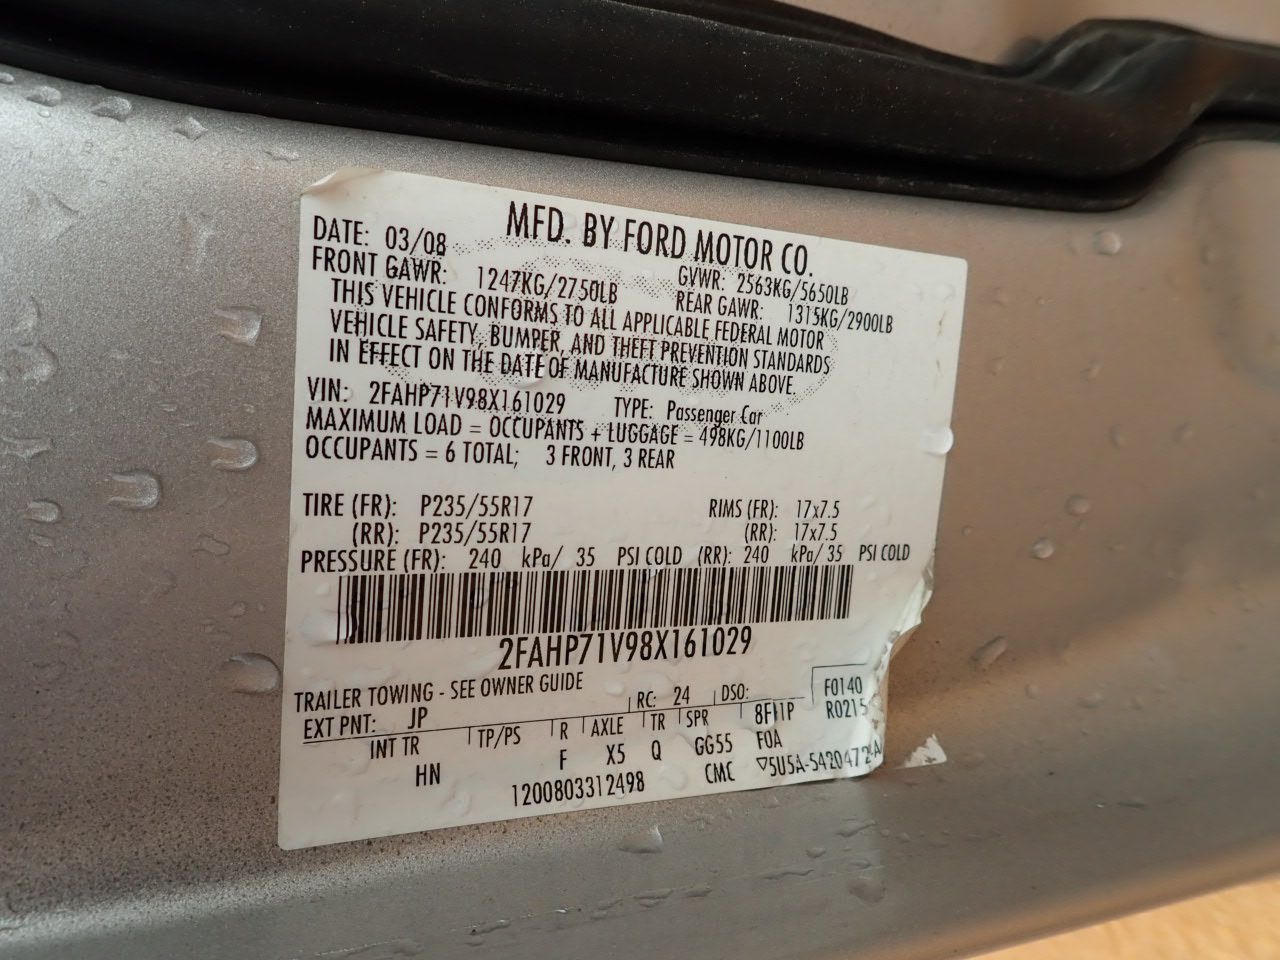 MFD. BY FORD MOTOR CO.
DATE: 03/08 GVWR: 2563KG/5650LB
FRONT GAWR: 1247KG/2750LB REAR GAWR: 1315KG/2900LB
THIS VEHICLE CONFORMS TO ALL APPLICABLE FEDERAL MOTOR
VEHICLE SAFETY, BUMPER, AND THEFT PREVENTION STANDARDS
IN EFFECT ON THE DATE OF MANUFACTURE SHOWN ABOVE.
VIN: 2FAHP71V98X161029 TYPE: Passenger Car
MAXIMUM LOAD = OCCUPANTS + LUGGAGE = 498KG/1100LB
OCCUPANTS = 6 TOTAL; 3 FRONT, 3 REAR
TIRE (FR): P235/55R17 RIMS (FR): 17x7.5
(RR): P235/55R17 (RR): 17x7.5
PRESSURE (FR): 240 kPa/ 35 PSI COLD (RR): 240 kPa/ 35 PSI COLD
2FAHP71V98X161029
TRAILER TOWING - SEE OWNER GUIDE
EXT PNT: JP RC: 24 DSO: F0140
INT TR TP/PS R AXLE TR SPR 8F11P R0215
HN F X5 Q GG55 FOA
1200803312498 CMC ▽5U5A-5420472-A